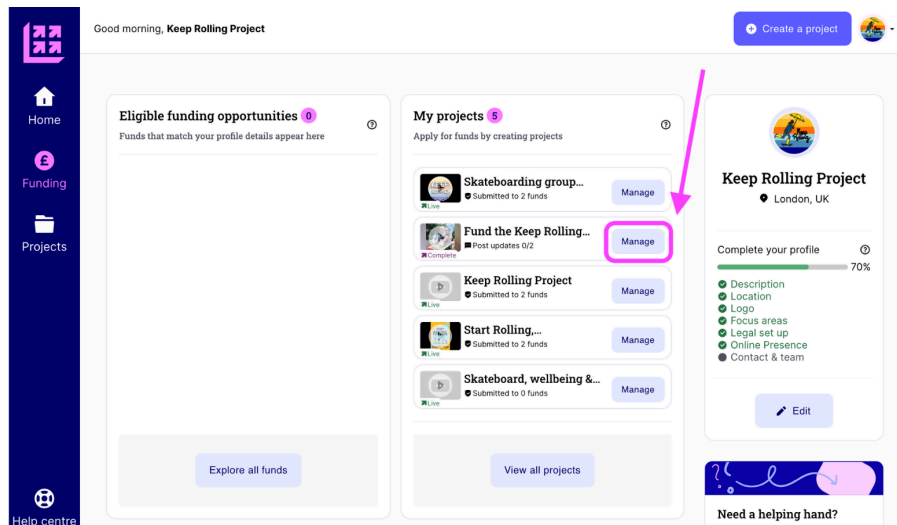 Good morning, Keep Rolling Project
Create a project
Home
Funding
Projects
Help centre
Eligible funding opportunities 0
Funds that match your profile details appear here
Explore all funds
My projects 5
Apply for funds by creating projects
Skateboarding group...
Submitted to 2 funds
Live
Manage
Fund the Keep Rolling...
Post updates 0/2
Complete
Manage
Keep Rolling Project
Submitted to 2 funds
Live
Manage
Start Rolling,...
Submitted to 2 funds
Live
Manage
Skateboard, wellbeing &...
Submitted to 0 funds
Live
Manage
View all projects
Keep Rolling Project
London, UK
Complete your profile
70%
Description
Location
Logo
Focus areas
Legal set up
Online Presence
Contact & team
Edit
Need a helping hand?